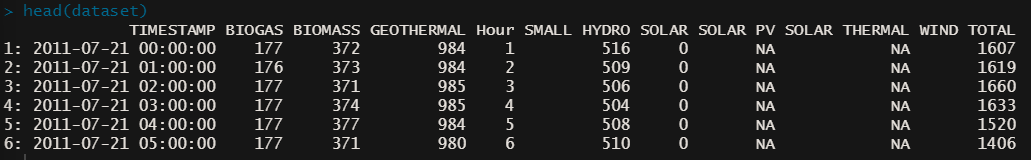 > head(dataset)
TIMESTAMP BIOGAS BIOMASS GEOTHERMAL Hour SMALL HYDRO SOLAR SOLAR PV SOLAR THERMAL WIND TOTAL
1: 2011-07-21 00:00:00 177 372 984 1 516 0 NA NA 1607
2: 2011-07-21 01:00:00 176 373 984 2 509 0 NA NA 1619
3: 2011-07-21 02:00:00 177 371 985 3 506 0 NA NA 1660
4: 2011-07-21 03:00:00 177 374 985 4 504 0 NA NA 1633
5: 2011-07-21 04:00:00 177 377 984 5 508 0 NA NA 1520
6: 2011-07-21 05:00:00 177 371 980 6 510 0 NA NA 1406